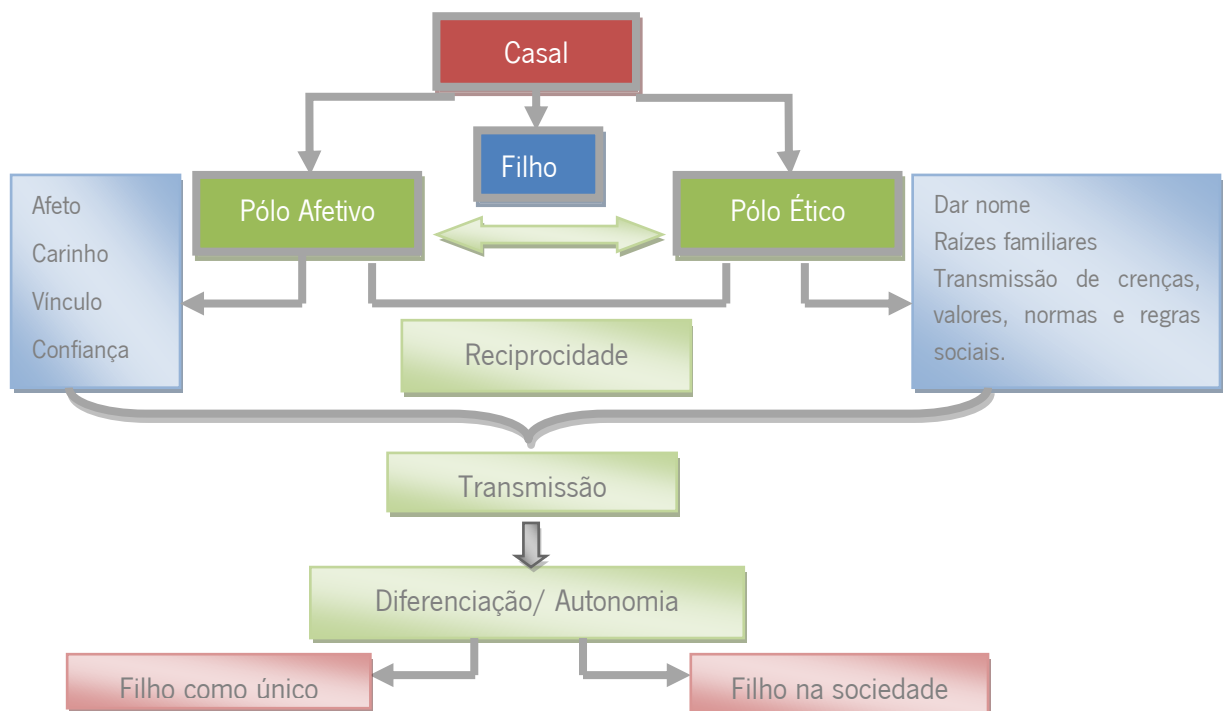 Casal
Filho
Pólo Afetivo
Pólo Ético
Afeto
Carinho
Vínculo
Confiança
Dar nome
Raízes familiares
Transmissão de crenças,
valores, normas e regras
sociais.
Reciprocidade
Transmissão
Diferenciação/ Autonomia
Filho como único
Filho na sociedade